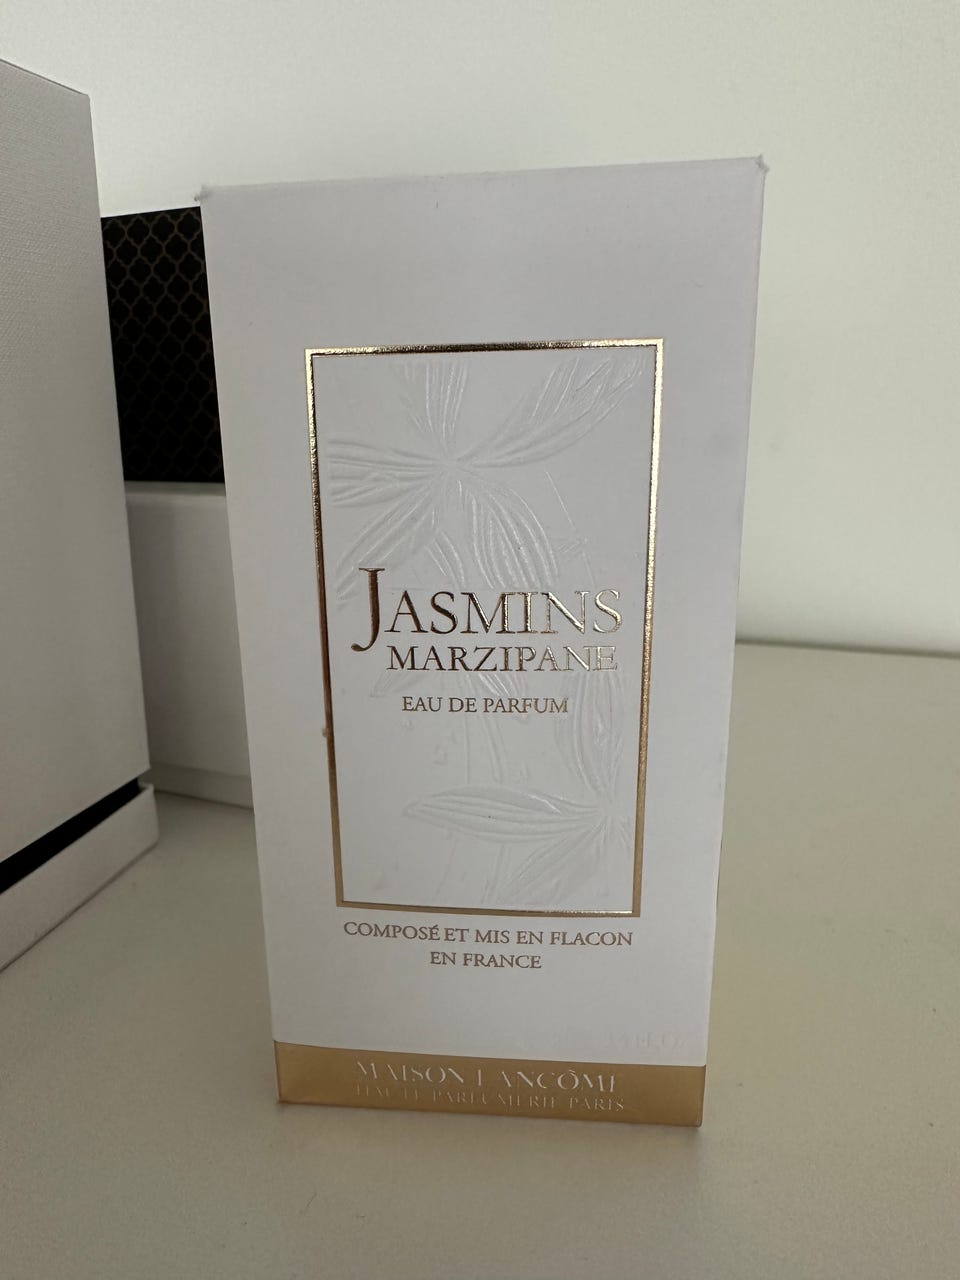 JASMINS
MARZIPANE
EAU DE PARFUM
COMPOSÉ ET MIS EN FLACON
EN FRANCE
MAISON LANCÔME
HAUTE PARFUMERIE PARIS